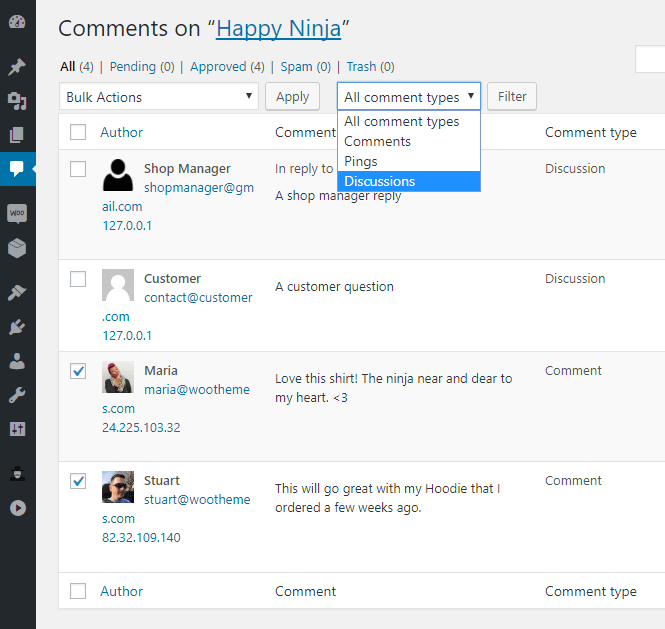 Comments on “Happy Ninja”
All (4) | Pending (0) | Approved (4) | Spam (0) | Trash (0)
Bulk Actions Apply All comment types Filter
All comment types
Comments
Pings
Discussions
Author Comment Comment type
Shop Manager In reply to Discussion
shopmanager@gm
ail.com A shop manager reply
127.0.0.1
Customer Discussion
contact@customer A customer question
.com
127.0.0.1
Maria Comment
maria@wootheme Love this shirt! The ninja near and dear to
s.com my heart. <3
24.225.103.32
Stuart Comment
stuart@wootheme This will go great with my Hoodie that I
s.com ordered a few weeks ago.
82.32.109.140
Author Comment Comment type
WOO